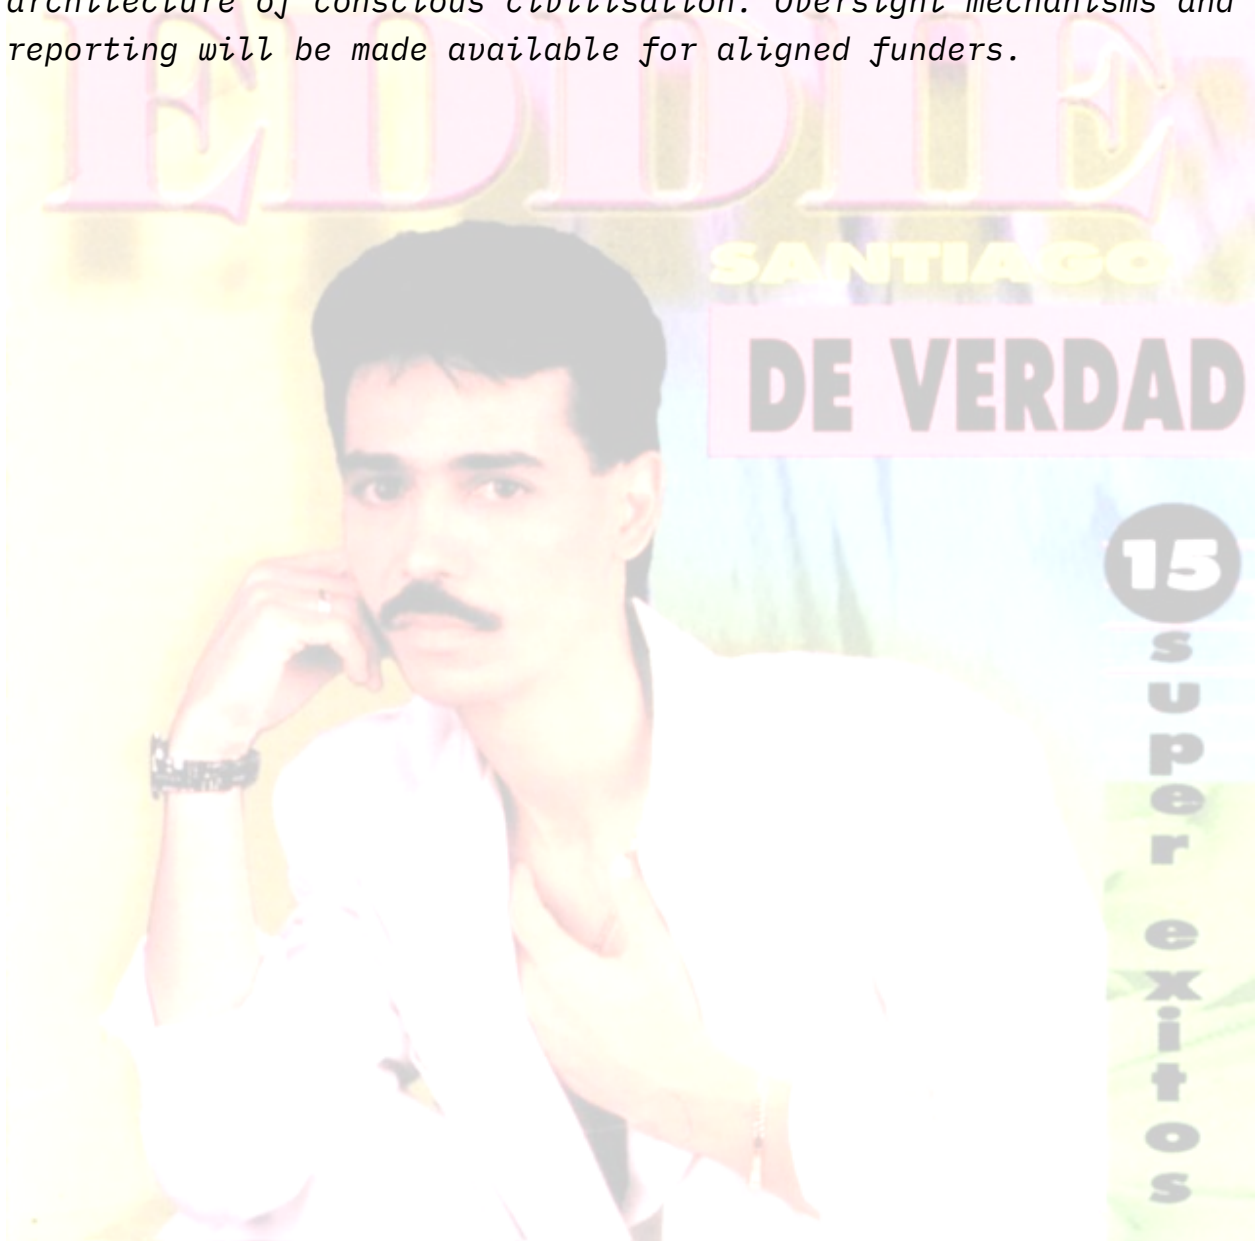 architecture of conscious civilisation. Oversight mechanisms and
reporting will be made available for aligned funders.
EDDIE
SANTIAGO
DE VERDAD
15
super exitos